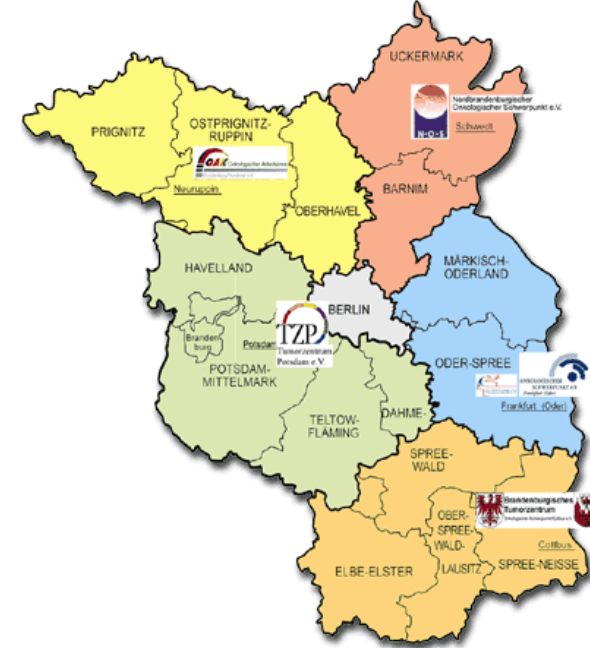 UCKERMARK
Nordbrandenburgischer
Onkologischer Schwerpunkt e.V.
N-O-S
Schwedt
PRIGNITZ
OSTPRIGNITZ-
RUPPIN
OAK
Neuruppin
BARNIM
OBERHAVEL
HAVELLAND
MÄRKISCH-
ODERLAND
BERLIN
TZP
Tumorzentrum
Potsdam e.V.
Branden
burg
Potsdam
POTSDAM-
MITTELMARK
ODER-SPREE
Frankfurt (Oder)
TELTOW-
FLÄMING
DAHME-
SPREE-
WALD
Brandenburgisches
Tumorzentrum
OBER-
SPREE-
WALD-
LAUSITZ
Cottbus
SPREE-NEISSE
ELBE-ELSTER